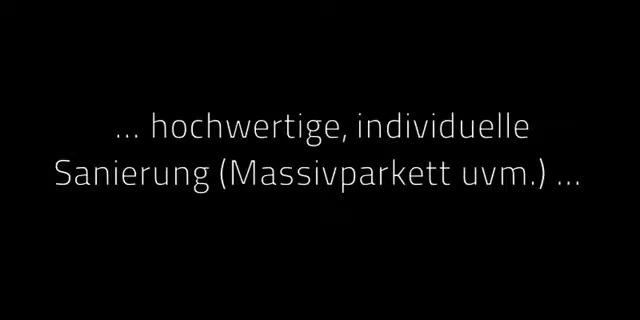 ... hochwertige, individuelle
Sanierung (Massivparkett uvm.) ...